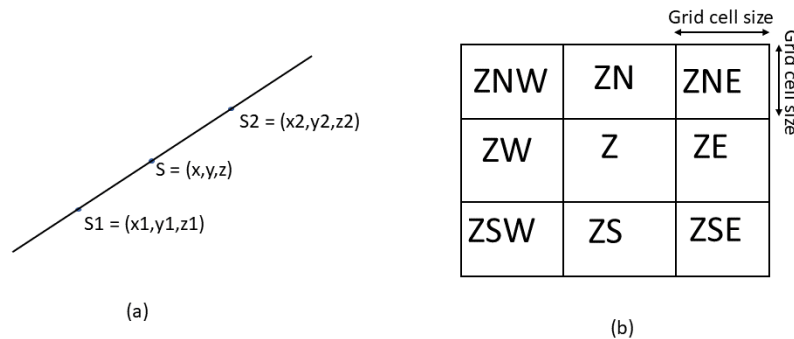 Grid cell size
Grid cell size
ZNW ZN ZNE
S2 = (x2,y2,z2)
ZW Z ZE
S = (x,y,z)
S1 = (x1,y1,z1)
ZSW ZS ZSE
(a)
(b)